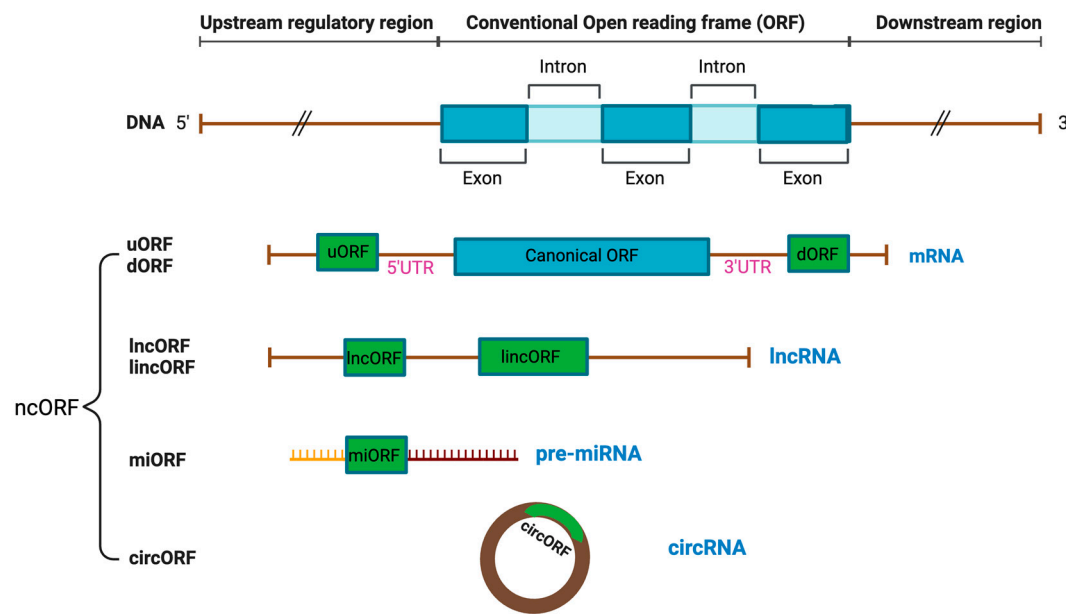 Upstream regulatory region Conventional Open reading frame (ORF) Downstream region
Intron Intron
DNA 5' 3
Exon Exon Exon
uORF
dORF
uORF 5'UTR Canonical ORF 3'UTR dORF mRNA
lncORF
lincORF
lncORF lincORF lncRNA
ncORF
miORF miORF pre-miRNA
circORF circORF circRNA